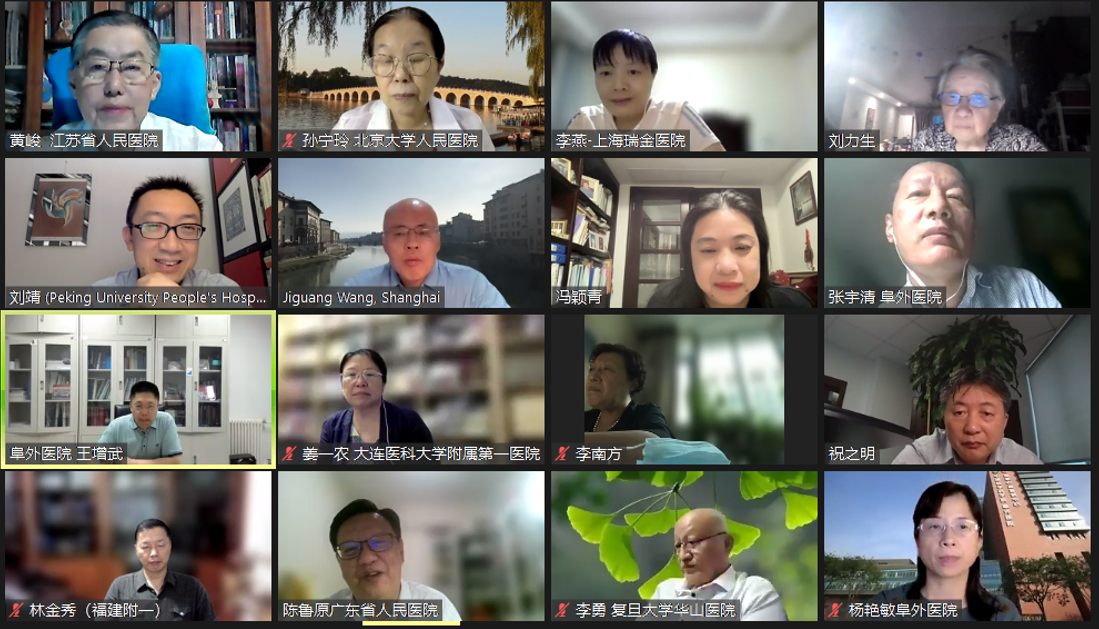 黄峻 江苏省人民医院
孙宁玲 北京大学人民医院
李燕-上海瑞金医院
刘力生
刘靖 (Peking University People's Hosp...
Jiguang Wang, Shanghai
冯颖青
张宇清 阜外医院
阜外医院 王增武
姜一农 大连医科大学附属第一医院
李南方
祝之明
林金秀（福建附一）
陈鲁原广东省人民医院
李勇 复旦大学华山医院
杨艳敏阜外医院